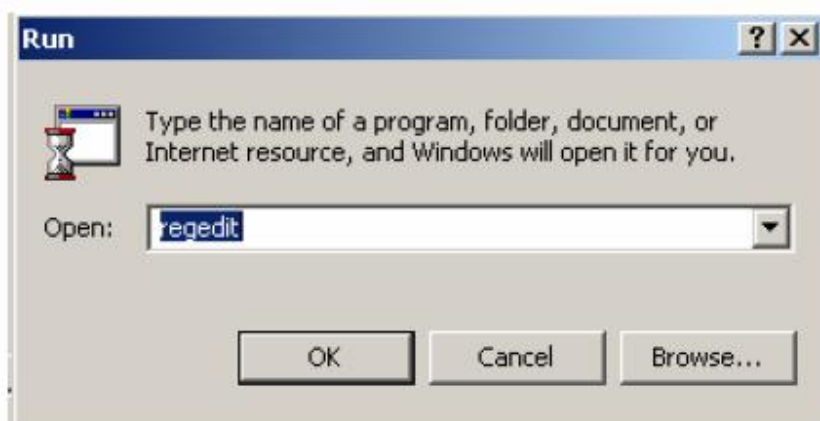 Run
Type the name of a program, folder, document, or
Internet resource, and Windows will open it for you.
Open: regedit
OK Cancel Browse...